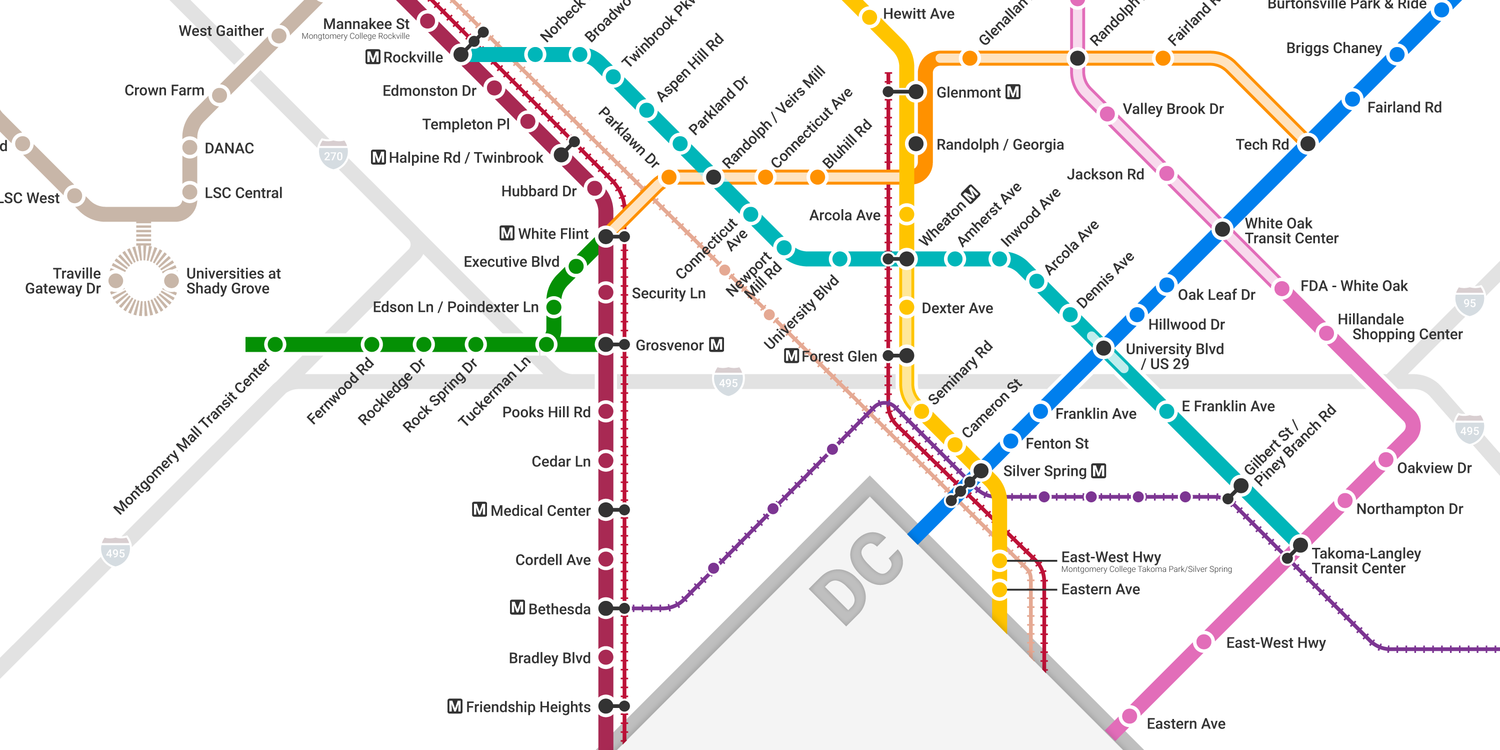 West Gaither
Crown Farm
DANAC
LSC Central
LSC West
Traville
Gateway Dr
Universities at
Shady Grove
270
Mannakee St
Mongtomery College Rockville
M Rockville
Edmonston Dr
Templeton Pl
M Halpine Rd / Twinbrook
Hubbard Dr
M White Flint
Executive Blvd
Edson Ln / Poindexter Ln
Security Ln
Grosvenor M
Montgomery Mall Transit Center
Fernwood Rd
Rockledge Dr
Rock Spring Dr
Tuckerman Ln
Pooks Hill Rd
Cedar Ln
M Medical Center
Cordell Ave
M Bethesda
Bradley Blvd
M Friendship Heights
495
495
Norbeck
Broadwo
Twinbrook Pkw
Aspen Hill Rd
Parkland Dr
Parklawn Dr
Randolph / Veirs Mill
Connecticut Ave
Bluhill Rd
Connecticut
Ave
Newport
Mill Rd
University Blvd
Hewitt Ave
Glenmont M
Randolph / Georgia
Arcola Ave
Wheaton M
Amherst Ave
Inwood Ave
Arcola Ave
Dennis Ave
Dexter Ave
M Forest Glen
Seminary Rd
Cameron St
Glenallan
Randolph
Fairland R
Burtonsville Park & Ride
Briggs Chaney
Fairland Rd
Tech Rd
Valley Brook Dr
Jackson Rd
White Oak
Transit Center
Oak Leaf Dr
FDA - White Oak
Hillwood Dr
Hillandale
Shopping Center
University Blvd
/ US 29
95
Franklin Ave
E Franklin Ave
Fenton St
Silver Spring M
Gilbert St /
Piney Branch Rd
495
Oakview Dr
Northampton Dr
Takoma-Langley
Transit Center
East-West Hwy
Montgomery College Takoma Park/Silver Spring
Eastern Ave
DC
East-West Hwy
Eastern Ave